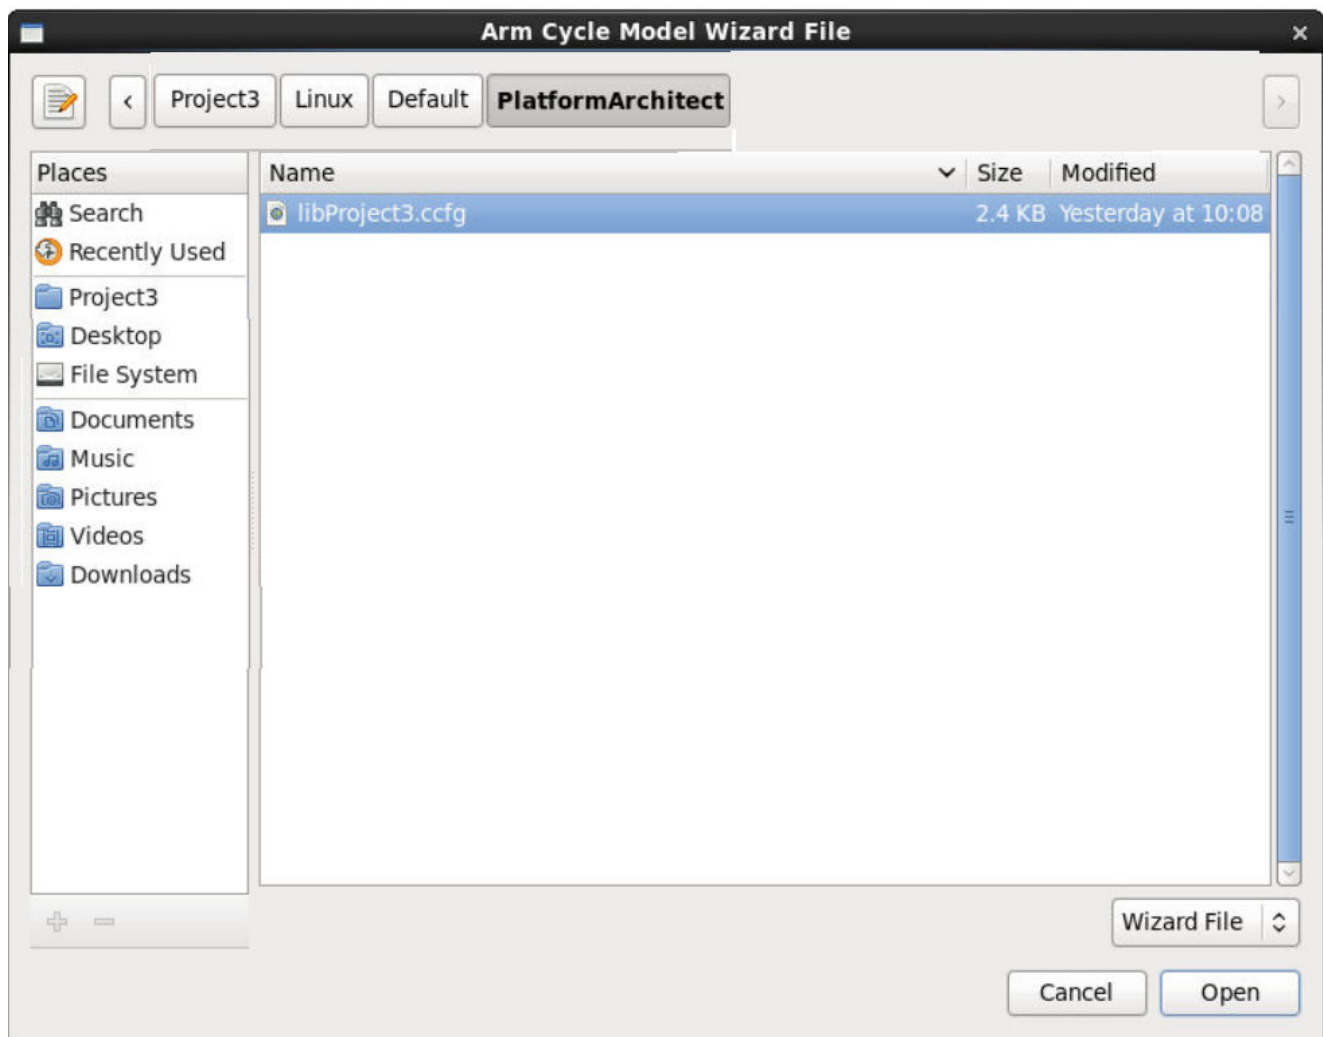 Arm Cycle Model Wizard File
Project3 Linux Default PlatformArchitect
Places Name Size Modified
Search libProject3.ccfg 2.4 KB Yesterday at 10:08
Recently Used
Project3
Desktop
File System
Documents
Music
Pictures
Videos
Downloads
Wizard File
Cancel Open